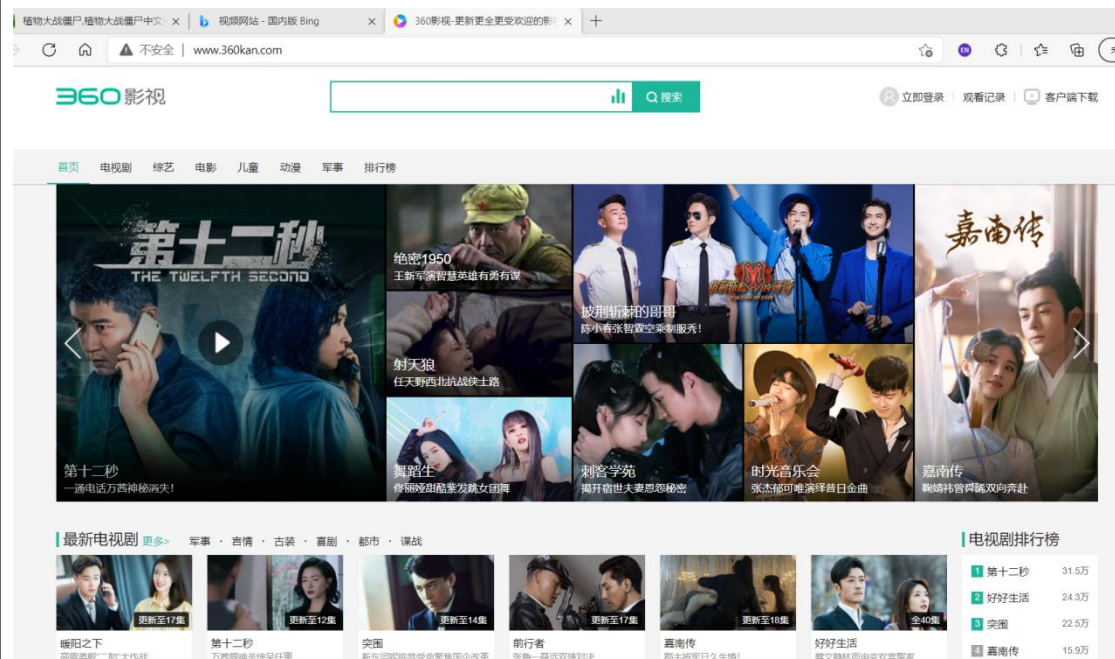 植物大战僵尸,植物大战僵尸中文
视频网站 - 国内版 Bing
360影视-更新更全更受欢迎的影
不安全 | www.360kan.com
360影视
搜索
立即登录
观看记录
客户端下载
首页 电视剧 综艺 电影 儿童 动漫 军事 排行榜
第十二秒
THE TWELFTH SECOND
第十二秒
一通电话万茜神秘消失!
绝密1950
王新军演智慧英雄有勇有谋
射天狼
任天野西北抗战侠士路
舞蹈生
佟丽娅甜酷紫发跳女团舞
披荆斩棘的哥哥
披荆斩棘的哥哥
陈小春张智霖空乘制服秀!
刺客学苑
揭开宿世夫妻恩怨秘密
时光音乐会
张杰郁可唯演绎昔日金曲
嘉南传
嘉南传
鞠婧祎曾舜晞双向奔赴
最新电视剧 更多> 军事 · 言情 · 古装 · 喜剧 · 都市 · 谍战
更新至17集
暖阳之下
更新至12集
第十二秒
更新至14集
突围
更新至17集
前行者
更新至18集
嘉南传
全40集
好好生活
电视剧排行榜
1 第十二秒 31.5万
2 好好生活 24.3万
3 突围 22.5万
4 嘉南传 15.9万